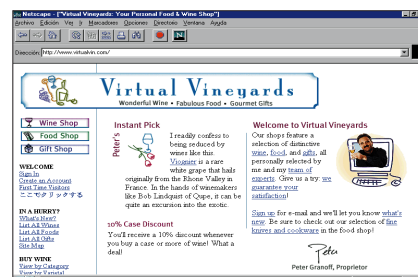 Netscape - ["Virtual Vineyards: Your Personal Food & Wine Shop"]
Archivo Edición Ver Ir Marcadores Opciones Directorio Ventana Ayuda
Dirección: http://www.virtualvin.com/
Virtual Vineyards
Wonderful Wine • Fabulous Food • Gourmet Gifts
Wine Shop
Food Shop
Gift Shop
WELCOME
Sign In
Create an Account
First Time Visitors
ここでクリックする
IN A HURRY?
What's New?
List All Wines
List All Foods
List All Gifts
Site Map
BUY WINE
View by Category
View by Varietal
Instant Pick
Peter's
I readily confess to
being seduced by
wines like this.
Viognier is a rare
white grape that hails
originally from the Rhone Valley in
France. In the hands of winemakers
like Bob Lindquist of Qupe, it can be
quite an excursion into the exotic.
10% Case Discount
You'll receive a 10% discount whenever
you buy a case or more of wine! What a
deal!
Welcome to Virtual Vineyards
Our shops feature a
selection of distinctive
wine, food, and gifts, all
personally selected by
me and my team of
experts. Give us a try: we
guarantee your
satisfaction!
Sign up for e-mail and we'll let you know what's
new. Be sure to check out our selection of fine
knives and cookware in the food shop!
Peter
Peter Granoff, Proprietor